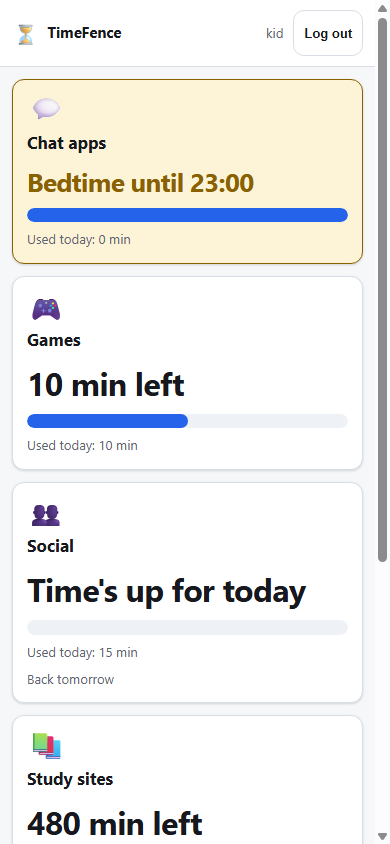 TimeFence
kid
Log out
Chat apps
Bedtime until 23:00
Used today: 0 min
Games
10 min left
Used today: 10 min
Social
Time's up for today
Used today: 15 min
Back tomorrow
Study sites
480 min left